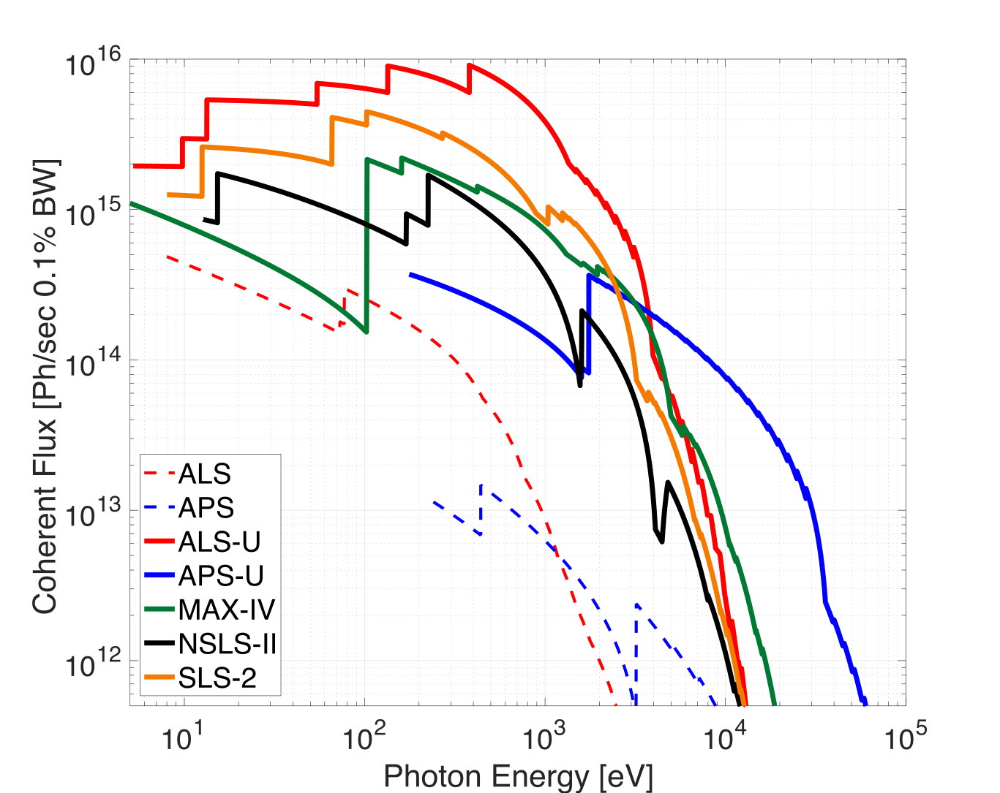 10^16
10^15
10^14
10^13
10^12
Coherent Flux [Ph/sec 0.1% BW]
ALS
APS
ALS-U
APS-U
MAX-IV
NSLS-II
SLS-2
10^1 10^2 10^3 10^4 10^5
Photon Energy [eV]